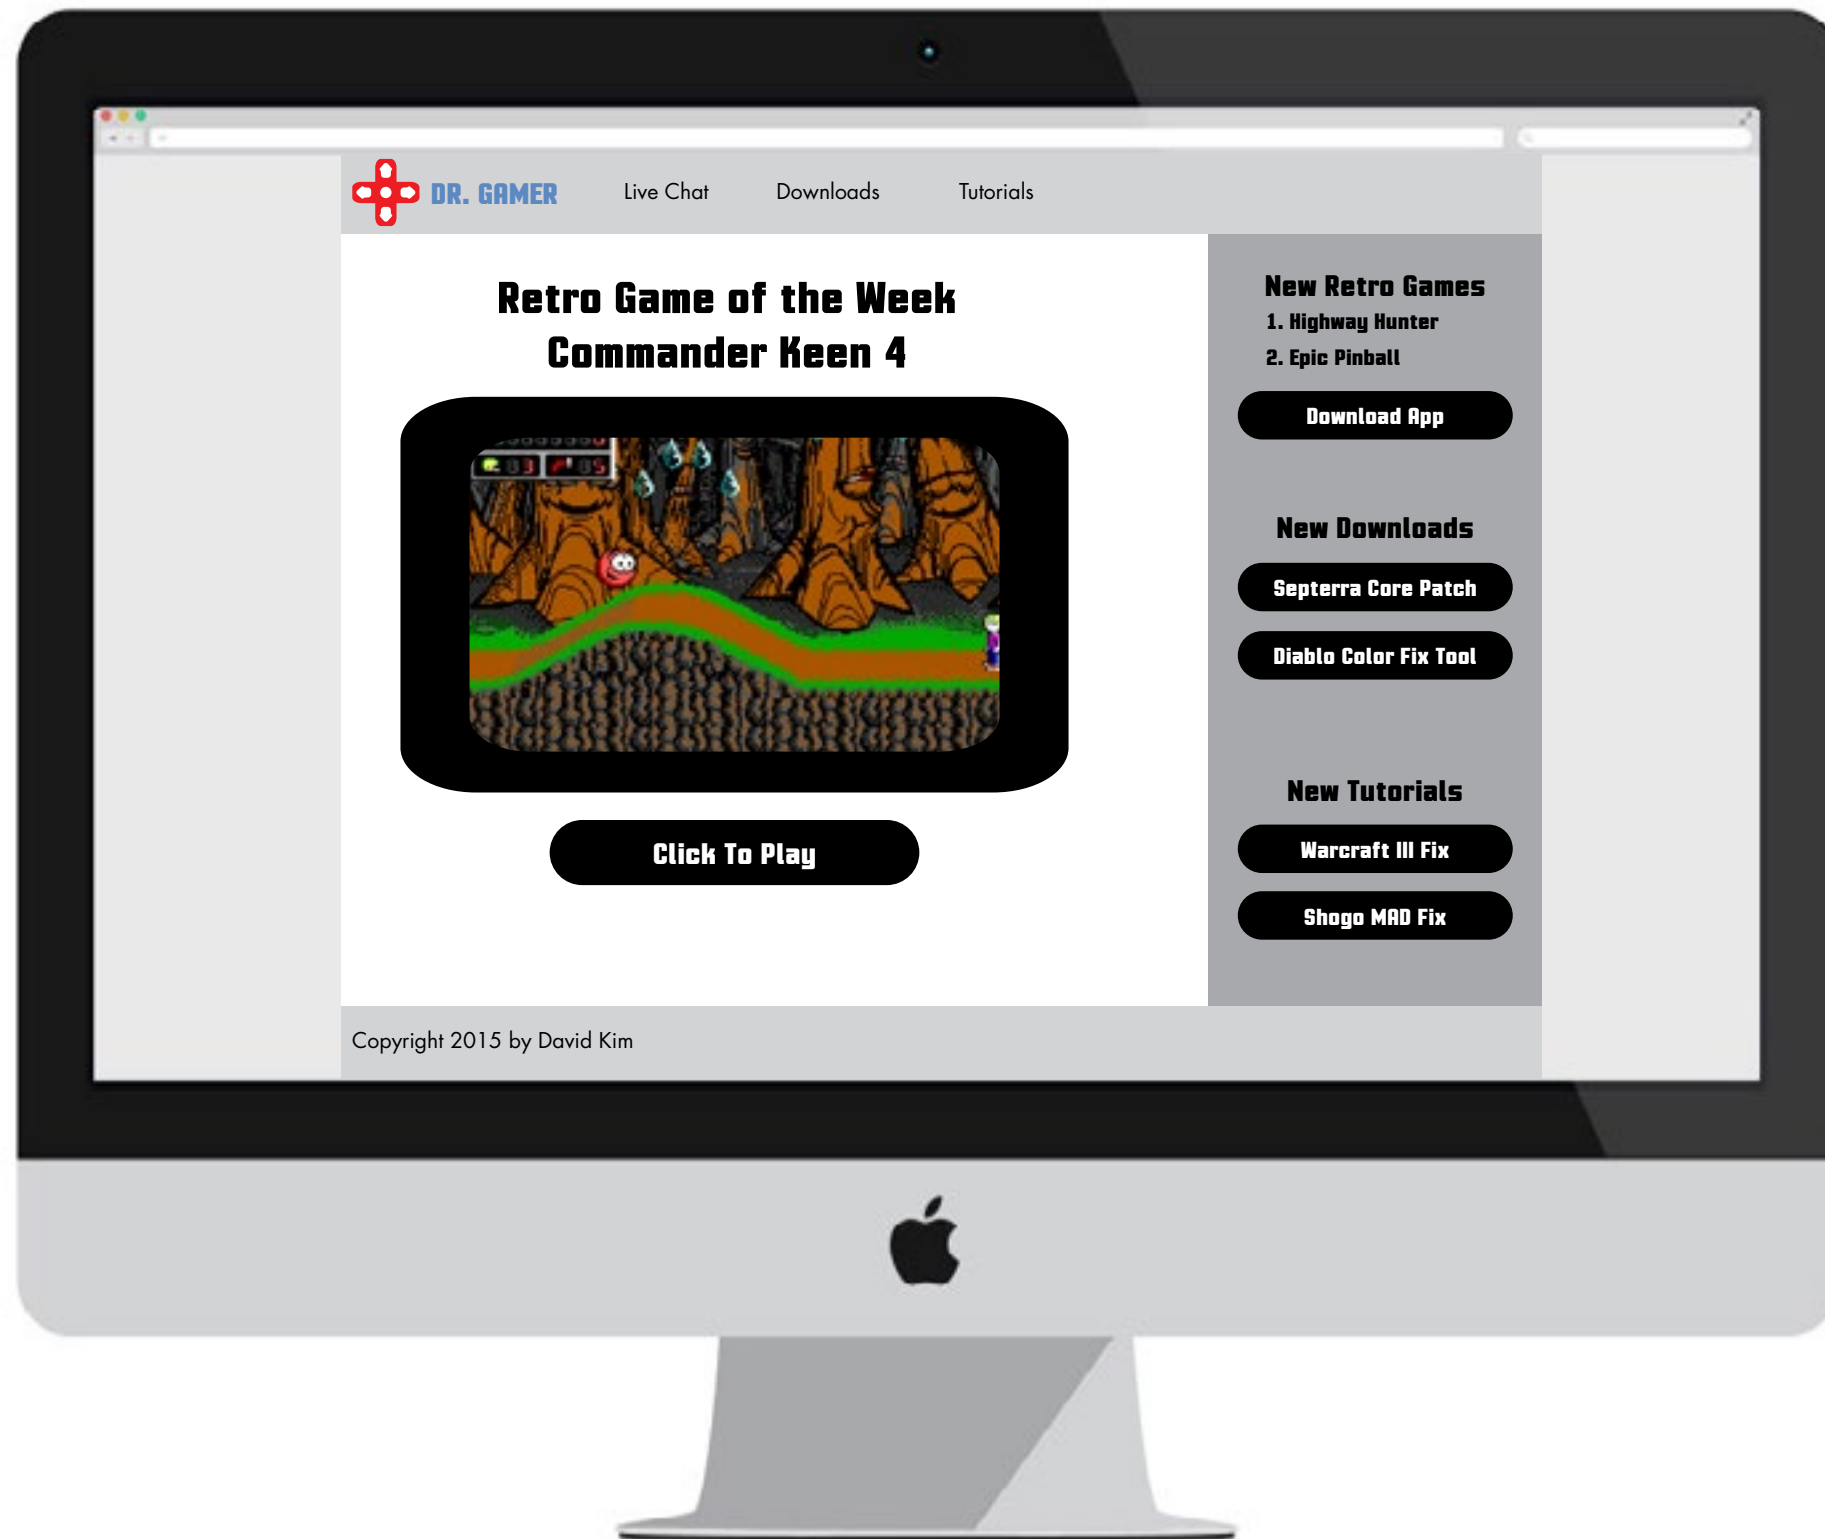 DR. GAMER
Live Chat
Downloads
Tutorials
Retro Game of the Week
Commander Keen 4
Click To Play
New Retro Games
1. Highway Hunter
2. Epic Pinball
Download App
New Downloads
Septerra Core Patch
Diablo Color Fix Tool
New Tutorials
Warcraft III Fix
Shogo MAD Fix
Copyright 2015 by David Kim